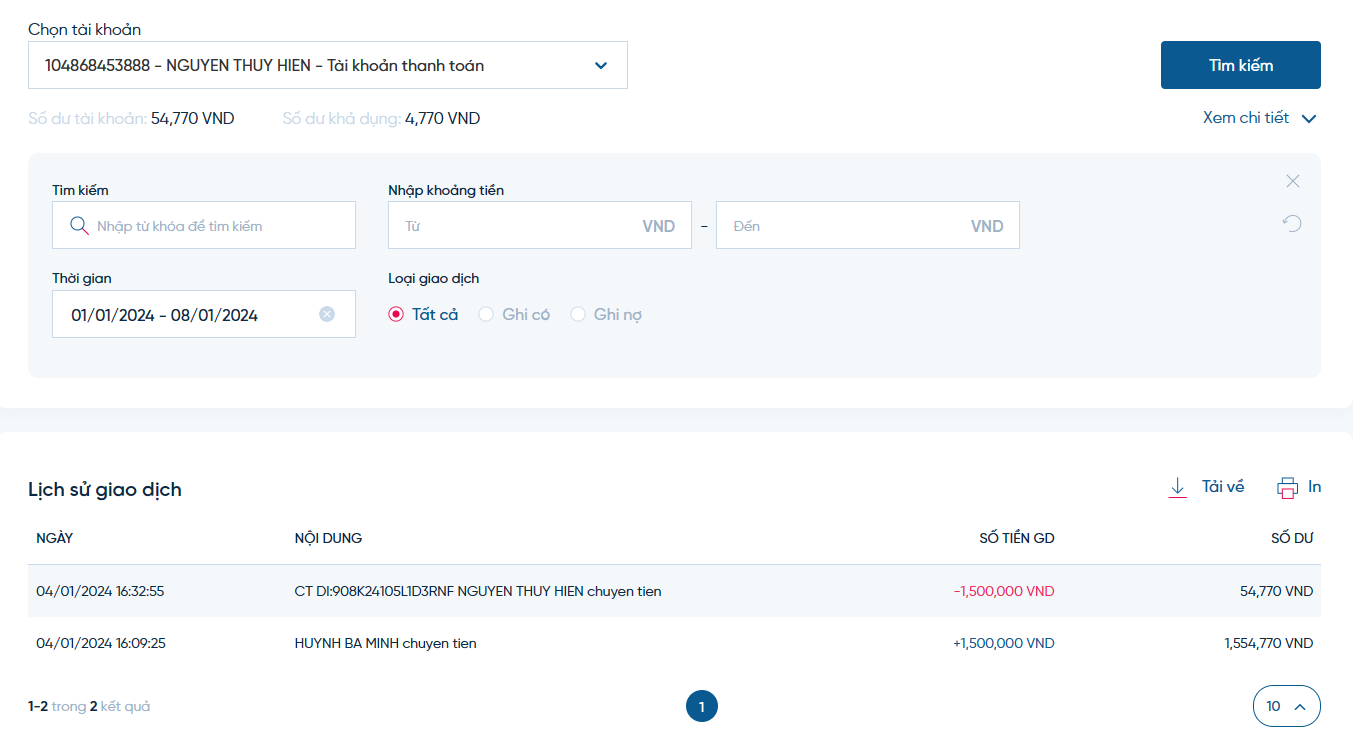 Chọn tài khoản
104868453888 - NGUYEN THUY HIEN - Tài khoản thanh toán
Tìm kiếm
Số dư tài khoản: 54,770 VND Số dư khả dụng: 4,770 VND
Xem chi tiết
Tìm kiếm Nhập khoảng tiền
Nhập từ khóa để tìm kiếm Từ VND - Đến VND
Thời gian Loại giao dịch
01/01/2024 - 08/01/2024 Tất cả Ghi có Ghi nợ
Lịch sử giao dịch Tải về In
NGÀY NỘI DUNG SỐ TIỀN GD SỐ DƯ
04/01/2024 16:32:55 CT DI:908K24105L1D3RNF NGUYEN THUY HIEN chuyen tien -1,500,000 VND 54,770 VND
04/01/2024 16:09:25 HUYNH BA MINH chuyen tien +1,500,000 VND 1,554,770 VND
1-2 trong 2 kết quả 1 10